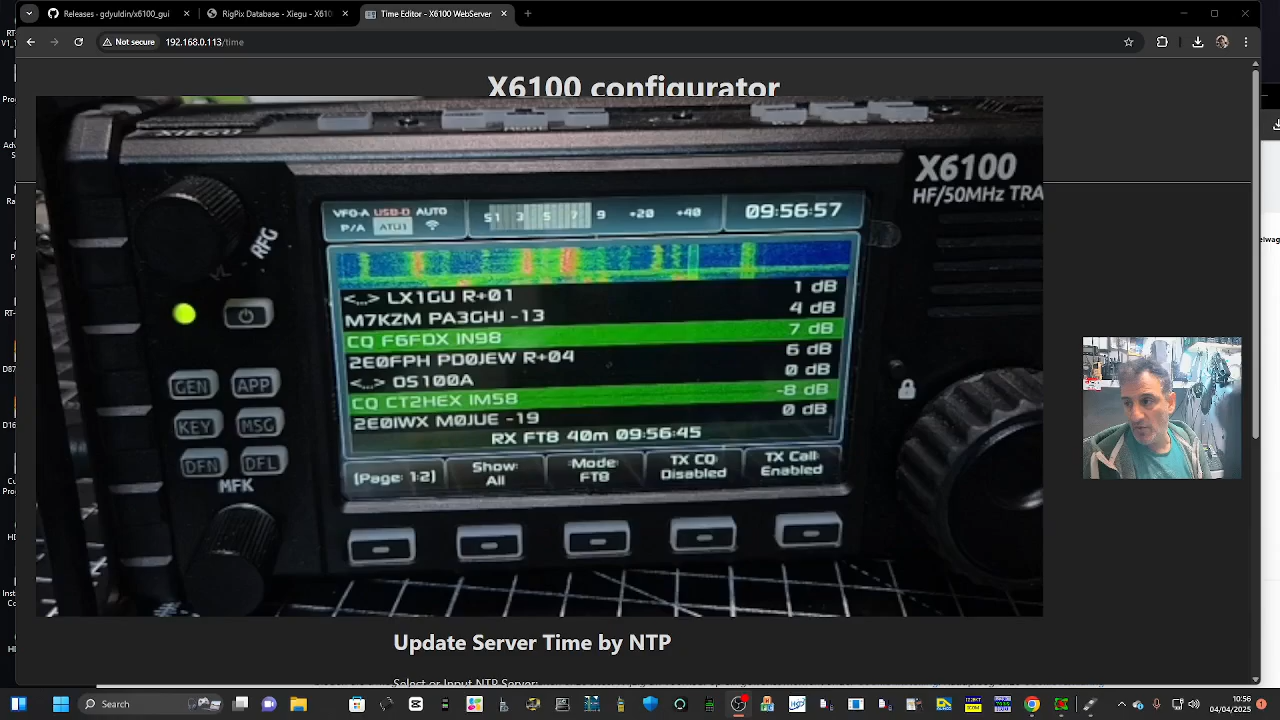 Releases - gdyuldin/x6100_gui
RigPix Database - Xiegu - X610
Time Editor - X6100 WebServer
Not secure 192.168.0.113/time
X6100 configurator
XIEGU
X6100
HF/50MHz TRA
VFO-A USB-D AUTO
P/A ATU1
S1 3 5 7 9 +20 +40
09:56:57
RFG
<...> LX1GU R+01 1 dB
M7KZM PA3GHJ -13 4 dB
CQ F6FDX IN98 7 dB
2E0FPH PD0JEW R+04 6 dB
<...> OS100A 0 dB
CQ CT2HEX IM58 -8 dB
2E0IWX M0JUE -19 0 dB
RX FT8 40m 09:56:45
(Page: 1:2)
Show: All
Mode: FT8
TX CQ: Disabled
TX Call: Enabled
GEN APP
KEY MSG
DFN DFL
MFK
Update Server Time by NTP
Select or Input NTP Server:
Search
10:56
04/04/2025